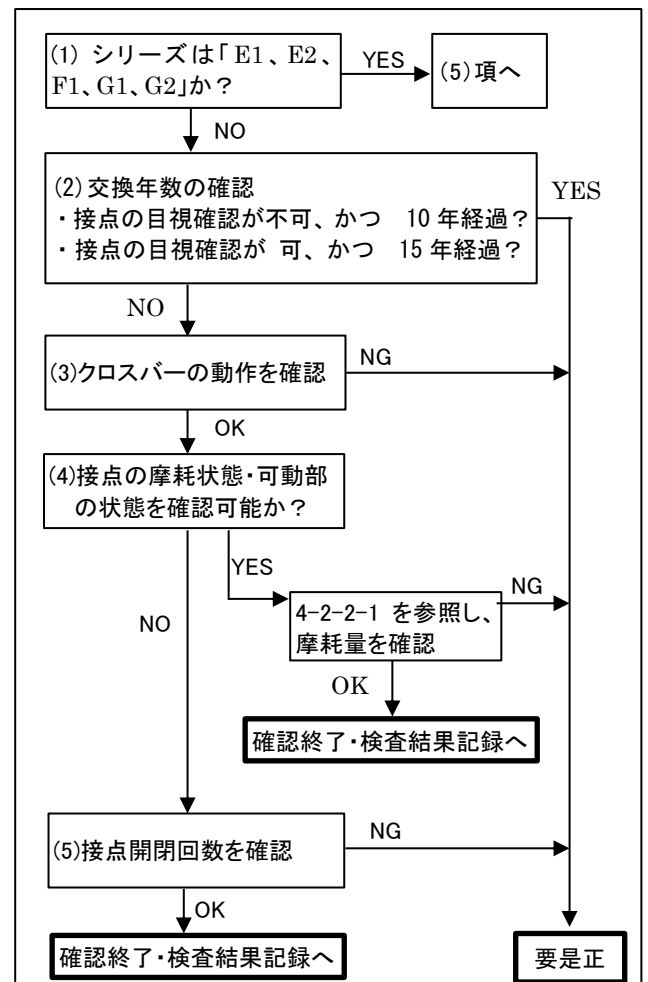 (1) シリーズは「E1、E2、
F1、G1、G2」か？
YES
(5)項へ
NO
(2)交換年数の確認
・接点の目視確認が不可、かつ　10 年経過？
・接点の目視確認が 可、かつ　15 年経過？
YES
NO
(3)クロスバーの動作を確認
NG
OK
(4)接点の摩耗状態・可動部
の状態を確認可能か？
YES
NO
4-2-2-1 を参照し、
摩耗量を確認
NG
OK
確認終了・検査結果記録へ
(5)接点開閉回数を確認
NG
OK
確認終了・検査結果記録へ
要是正